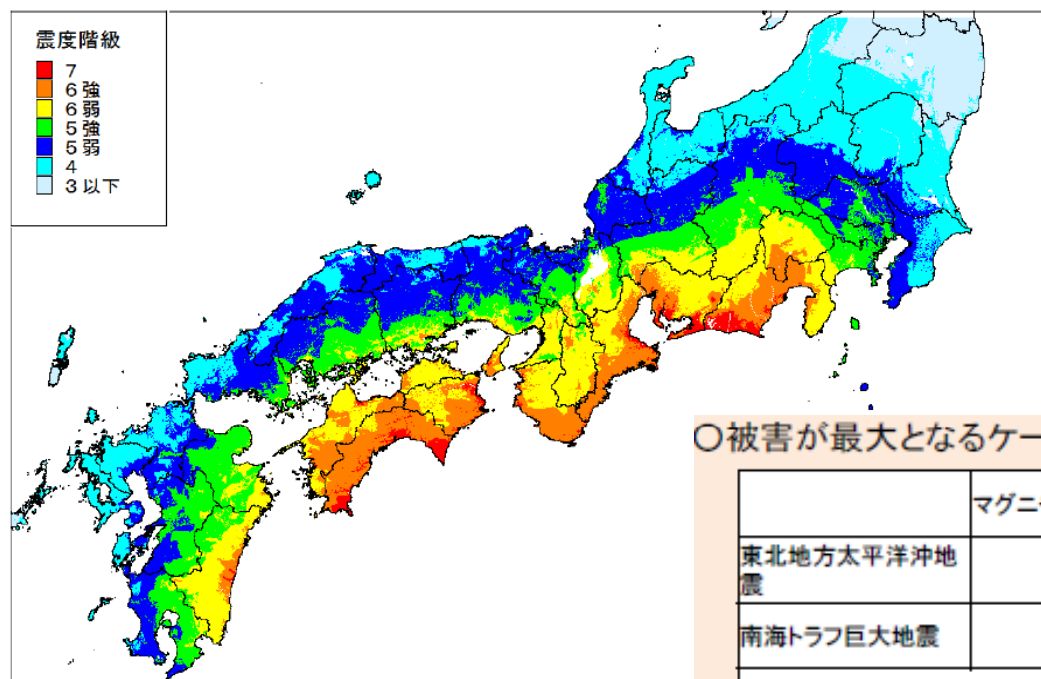 震度階級
7
6強
6弱
5強
5弱
4
3以下
〇被害が最大となるケー
マグニ
東北地方太平洋沖地
震
南海トラフ巨大地震